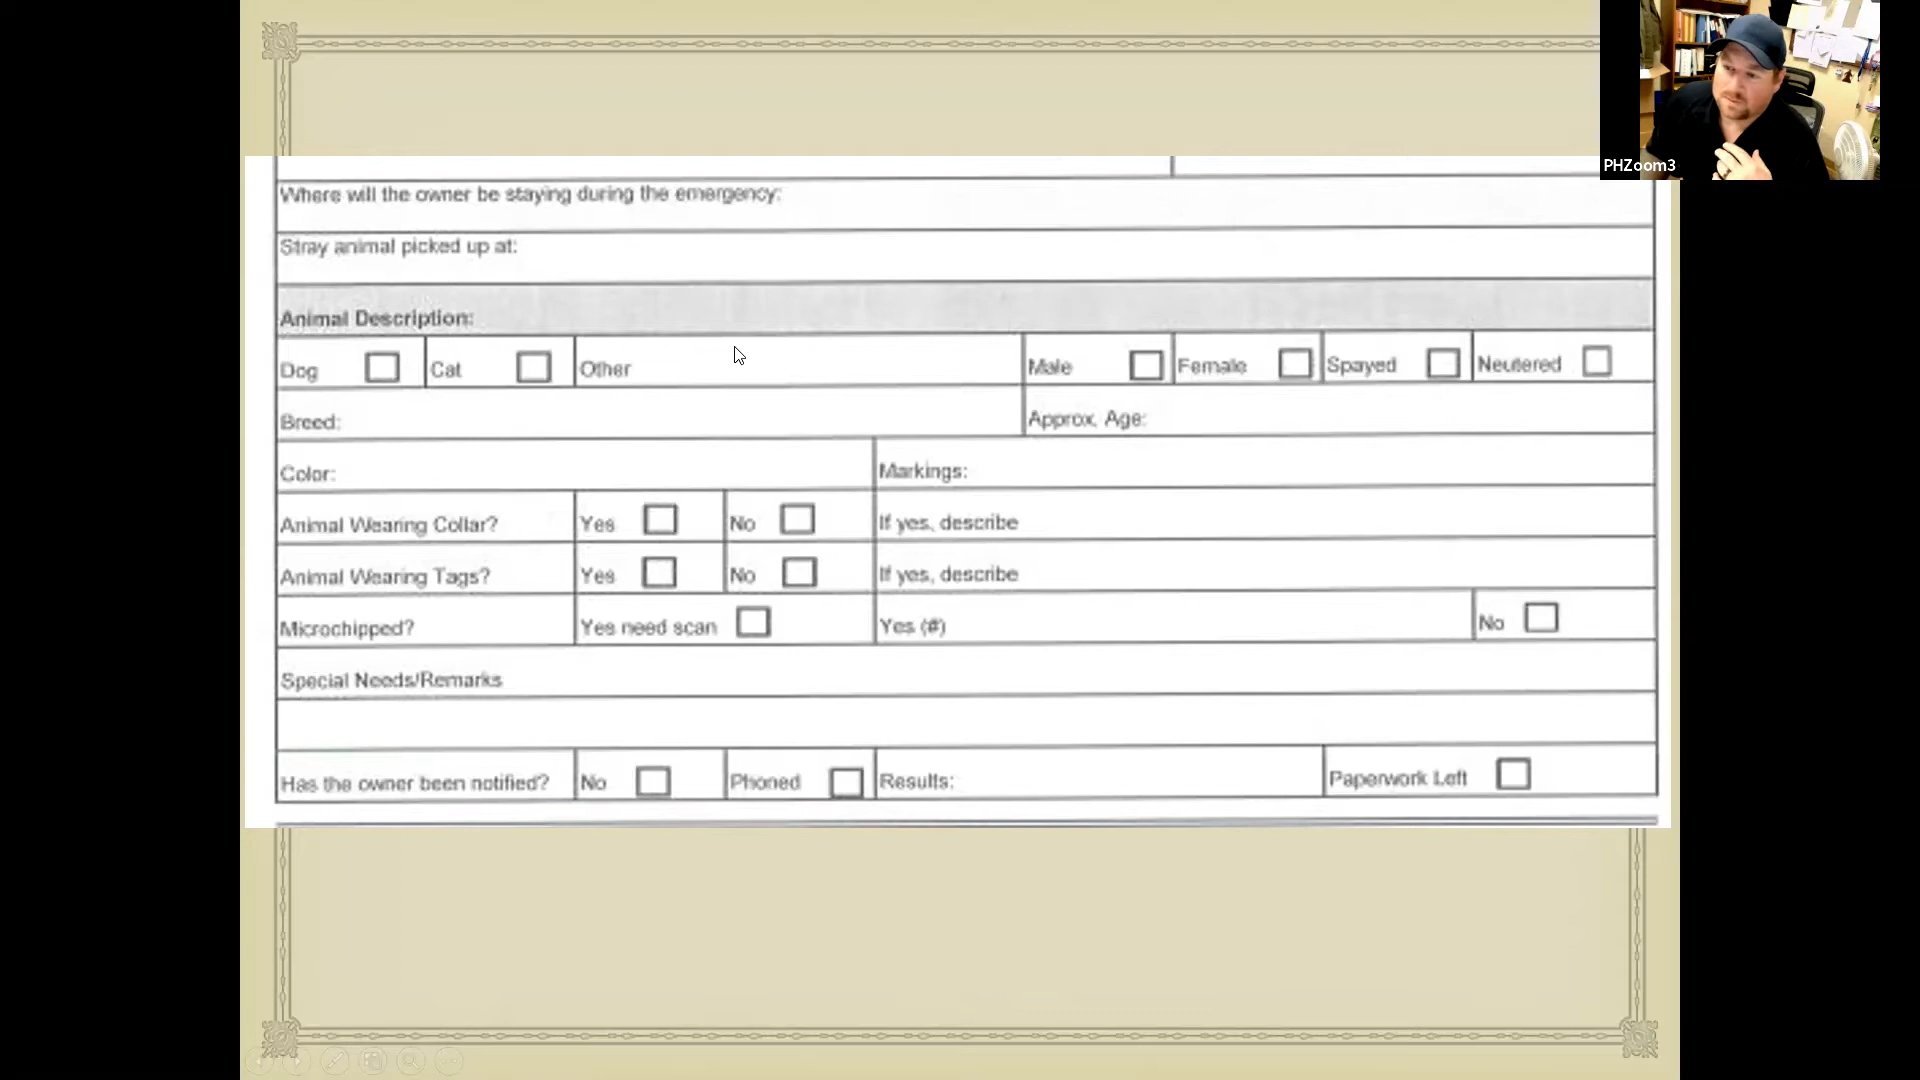 PHZoom3
Where will the owner be staying during the emergency:
Stray animal picked up at:
Animal Description:
Dog Cat Other Male Female Spayed Neutered
Breed: Approx. Age:
Color: Markings:
Animal Wearing Collar? Yes No If yes, describe
Animal Wearing Tags? Yes No If yes, describe
Microchipped? Yes need scan Yes (#) No
Special Needs/Remarks
Has the owner been notified? No Phoned Results: Paperwork Left